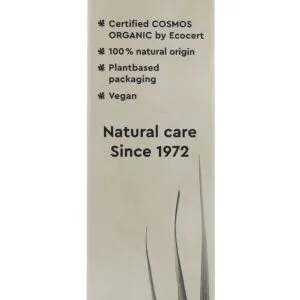 Certified COSMOS
ORGANIC by Ecocert
100% natural origin
Plantbased
packaging
Vegan
Natural care
Since 1972